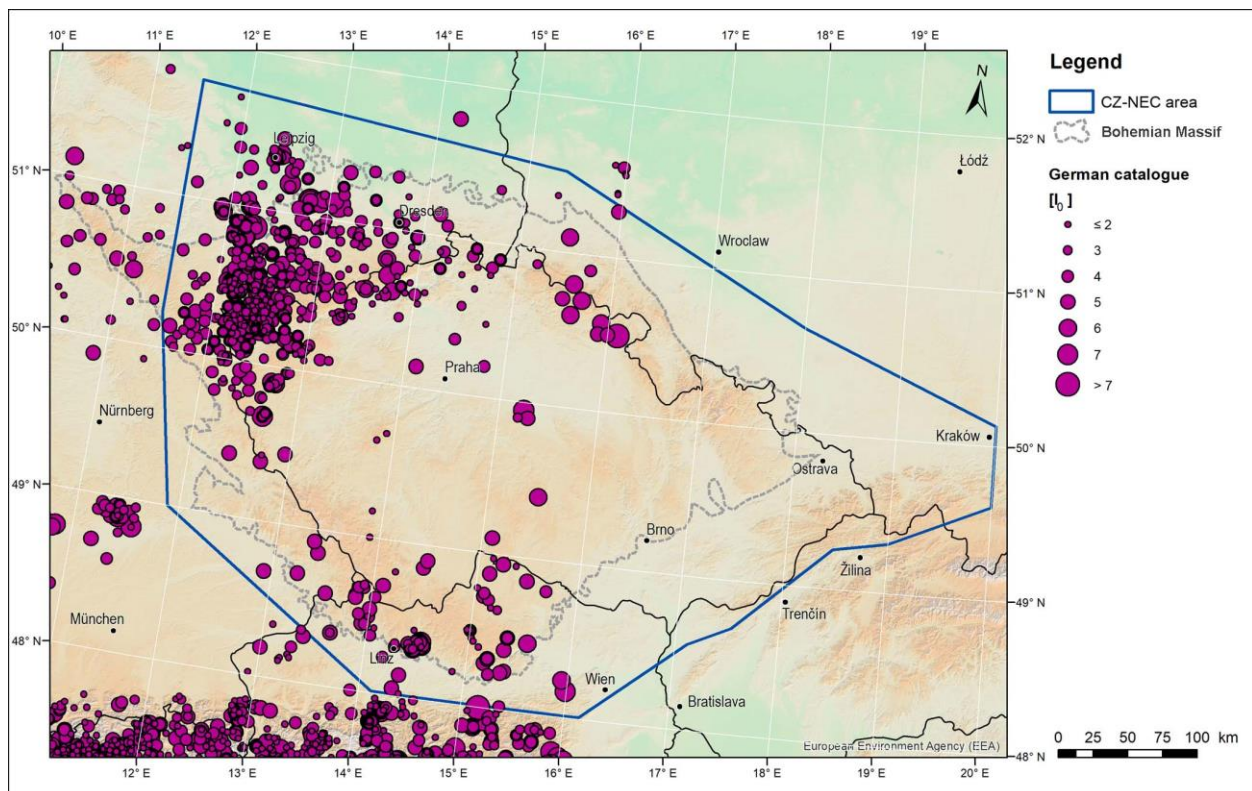 10° E 11° E 12° E 13° E 14° E 15° E 16° E 17° E 18° E 19° E
N
Legend
CZ-NEC area
Bohemian Massif
German catalogue
[I₀ ]
≤ 2
3
4
5
6
7
> 7
52° N
Łódź
Leipzig
51° N
Dresden
Wroclaw
51° N
50° N
Praha
Nürnberg
Kraków
50° N
Ostrava
49° N
Brno
Žilina
Trenčín
49° N
München
48° N
Linz
Wien
Bratislava
European Environment Agency (EEA)
48° N
0 25 50 100 km
12° E 13° E 14° E 15° E 16° E 17° E 18° E 19° E 20° E